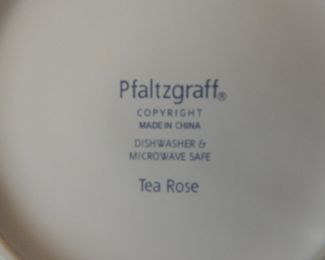 Pfaltzgraff®
COPYRIGHT
MADE IN CHINA
DISHWASHER &
MICROWAVE SAFE
Tea Rose